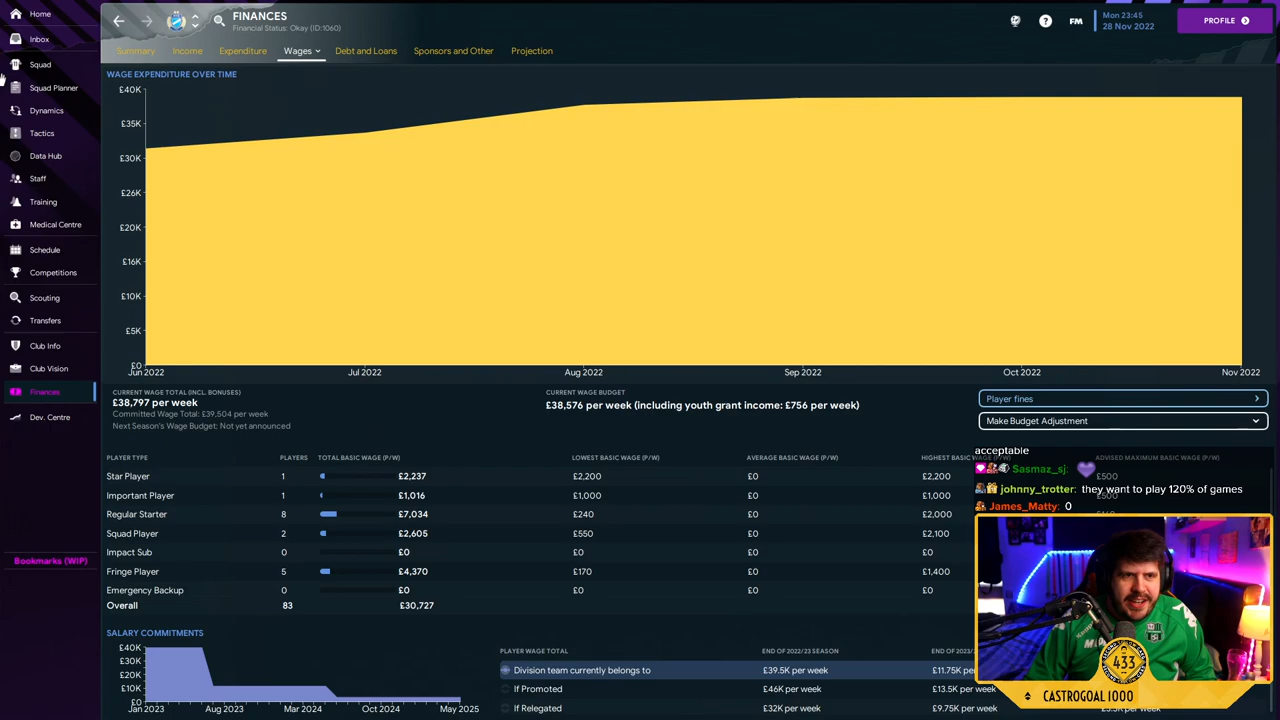 Home
Inbox
Squad
Squad Planner
Dynamics
Tactics
Data Hub
Staff
Training
Medical Centre
Schedule
Competitions
Scouting
Transfers
Club Info
Club Vision
Finances
Dev. Centre
Bookmarks (WIP)
FINANCES
Financial Status: Okay (ID:1060)
FM
Mon 23:45
28 Nov 2022
PROFILE
Summary Income Expenditure Wages Debt and Loans Sponsors and Other Projection
WAGE EXPENDITURE OVER TIME
£40K
£35K
£30K
£26K
£20K
£16K
£10K
£5K
£0
Jun 2022 Jul 2022 Aug 2022 Sep 2022 Oct 2022 Nov 2022
CURRENT WAGE TOTAL (INCL. BONUSES)
£38,797 per week
Committed Wage Total: £39,504 per week
Next Season's Wage Budget: Not yet announced
CURRENT WAGE BUDGET
£38,576 per week (including youth grant income: £756 per week)
Player fines
Make Budget Adjustment
PLAYER TYPE PLAYERS TOTAL BASIC WAGE (P/W) LOWEST BASIC WAGE (P/W) AVERAGE BASIC WAGE (P/W) HIGHEST BASIC WAGE (P/W) ADVISED MAXIMUM BASIC WAGE (P/W)
Star Player 1 £2,237 £2,200 £0 £2,200 £500
Important Player 1 £1,016 £1,000 £0 £1,000
Regular Starter 8 £7,034 £240 £0 £2,000
Squad Player 2 £2,605 £550 £0 £2,100
Impact Sub 0 £0 £0 £0 £0
Fringe Player 5 £4,370 £170 £0 £1,400
Emergency Backup 0 £0 £0 £0 £0
Overall 83 £30,727
acceptable
Sasmaz_sj:
johnny_trotter: they want to play 120% of games
James_Matty: 0
SALARY COMMITMENTS
£40K
£30K
£20K
£10K
£0
Jan 2023 Aug 2023 Mar 2024 Oct 2024 May 2025
PLAYER WAGE TOTAL END OF 2022/23 SEASON
Division team currently belongs to £39.5K per week £11.75K per week
If Promoted £46K per week £13.5K per week
If Relegated £32K per week £9.75K per week
433
CASTROGOAL1000